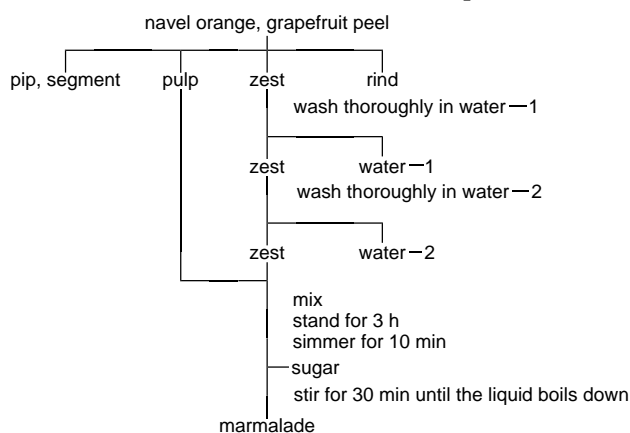 navel orange, grapefruit peel
pip, segment pulp zest rind
wash thoroughly in water—1
zest water—1
wash thoroughly in water—2
zest water—2
mix
stand for 3 h
simmer for 10 min
sugar
stir for 30 min until the liquid boils down
marmalade